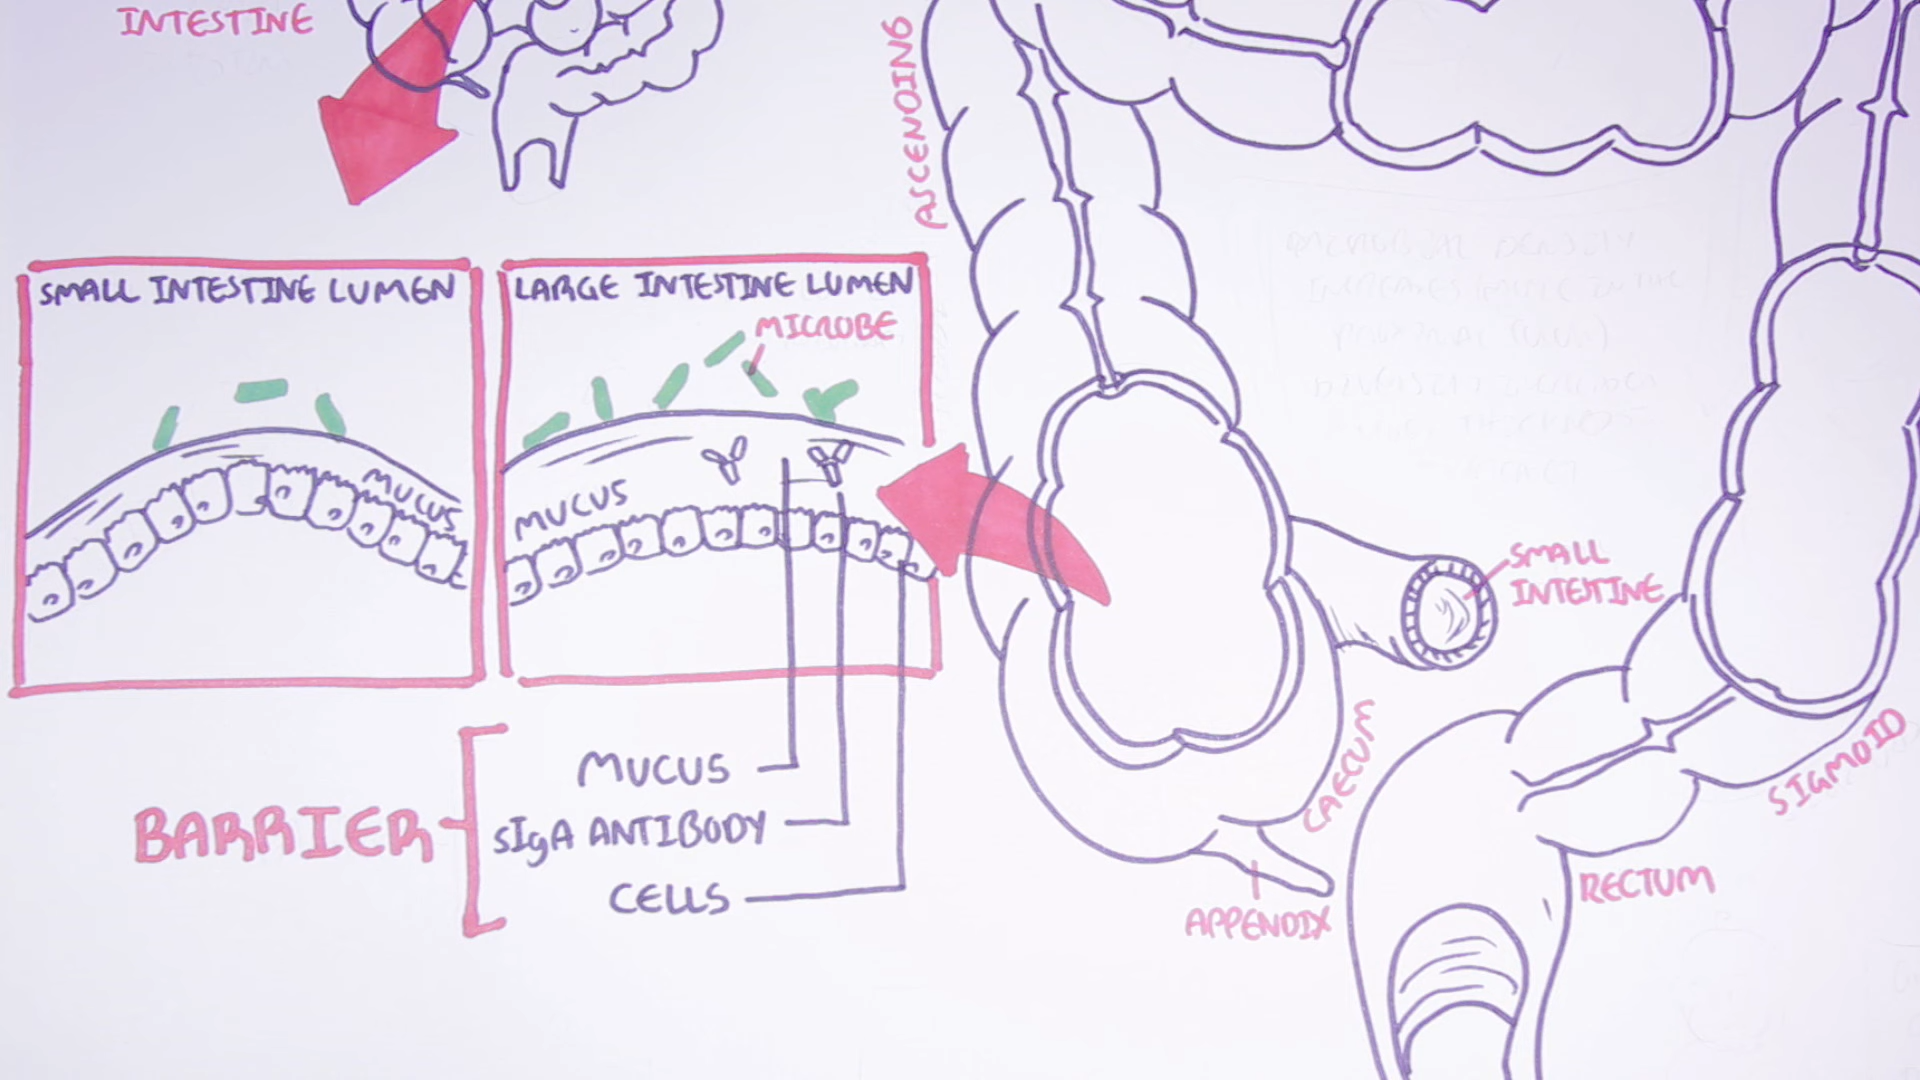 INTESTINE
ASCENDING
SMALL INTESTINE LUMEN
MUCUS
LARGE INTESTINE LUMEN
MICROBE
MUCUS
BARRIER
MUCUS
sIgA ANTIBODY
CELLS
SMALL
INTESTINE
CAECUM
APPENDIX
SIGMOID
RECTUM